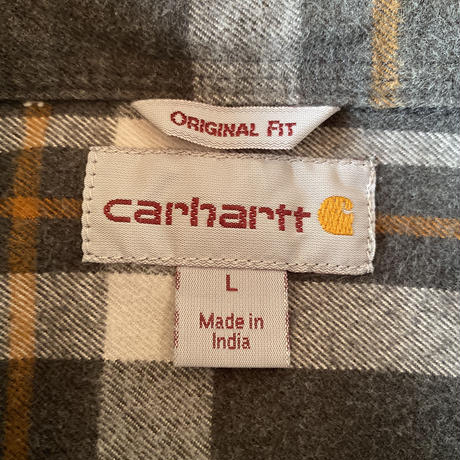 ORIGINAL FIT
carhartt
L
Made in
India